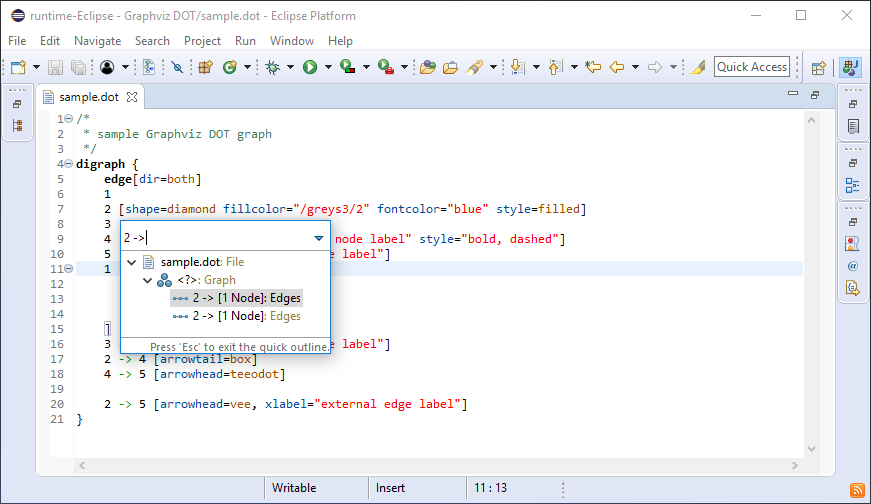 runtime-Eclipse - Graphviz DOT/sample.dot - Eclipse Platform
File Edit Navigate Search Project Run Window Help
Quick Access
sample.dot
1 /*
2 * sample Graphviz DOT graph
3 */
4 digraph {
5 edge[dir=both]
6 1
7 2 [shape=diamond fillcolor="/greys3/2" fontcolor="blue" style=filled]
8 3
2 ->
9 4 node label" style="bold, dashed"]
10 5 e label"]
11 1
sample.dot: File
<?>: Graph
12
2 -> [1 Node]: Edges
13
2 -> [1 Node]: Edges
14
15 ]
Press 'Esc' to exit the quick outline.
16 3 e label"]
17 2 -> 4 [arrowtail=box]
18 4 -> 5 [arrowhead=teeodot]
19
20 2 -> 5 [arrowhead=vee, xlabel="external edge label"]
21 }
Writable Insert 11 : 13